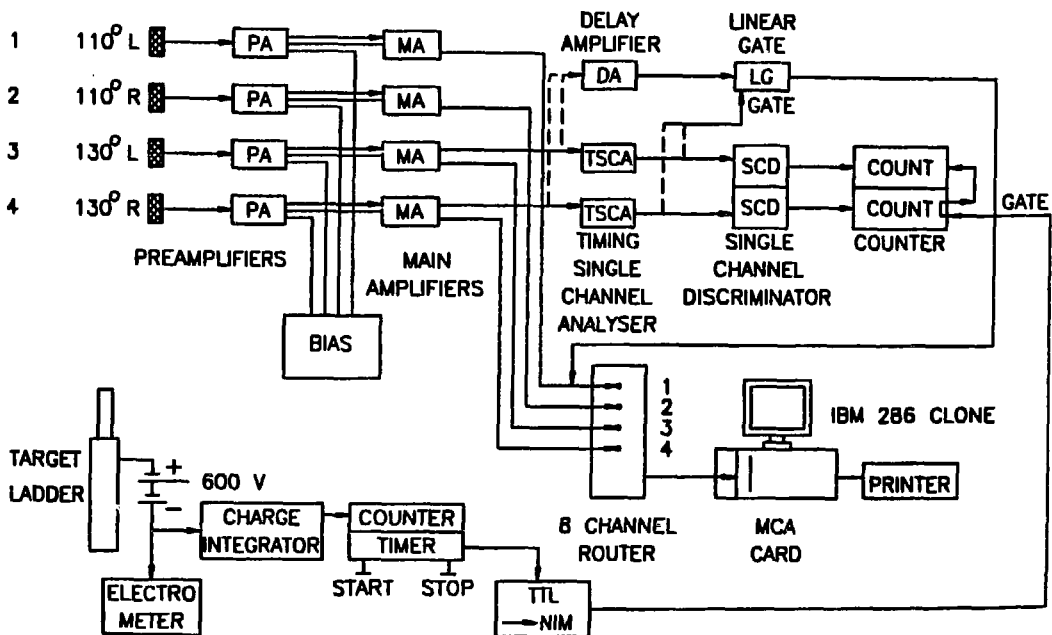 1 110° L PA MA
2 110° R PA MA
3 130° L PA MA
4 130° R PA MA
PREAMPLIFIERS
MAIN
AMPLIFIERS
BIAS
DELAY
AMPLIFIER
DA
LINEAR
GATE
LG
GATE
TSCA
TSCA
TIMING
SINGLE
CHANNEL
ANALYSER
SCD
SCD
SINGLE
CHANNEL
DISCRIMINATOR
COUNT
COUNT
COUNTER
GATE
1
2
3
4
8 CHANNEL
ROUTER
IBM 286 CLONE
MCA
CARD
PRINTER
TARGET
LADDER
+
600 V
−
CHARGE
INTEGRATOR
COUNTER
TIMER
START STOP
ELECTRO
METER
TTL
NIM